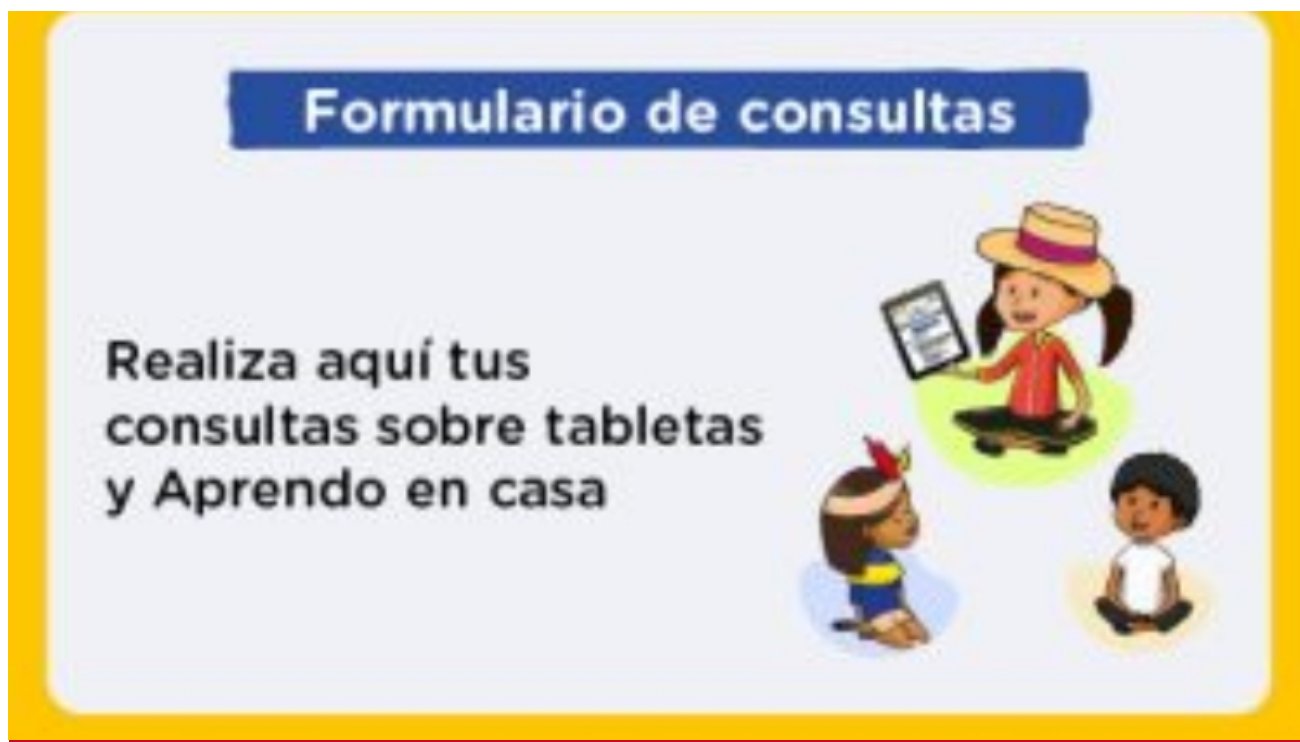 Formulario de consultas
Realiza aquí tus
consultas sobre tabletas
y Aprendo en casa